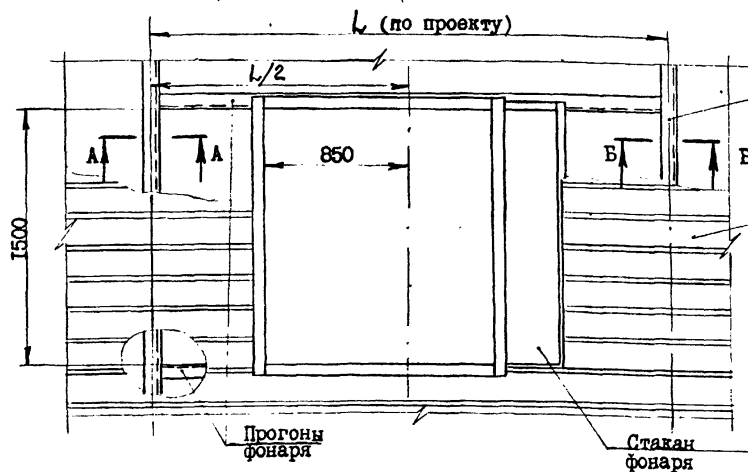 L (по проекту)
L/2
А А
850
Б Б
1500
Прогоны
фонаря
Стакан
фонаря